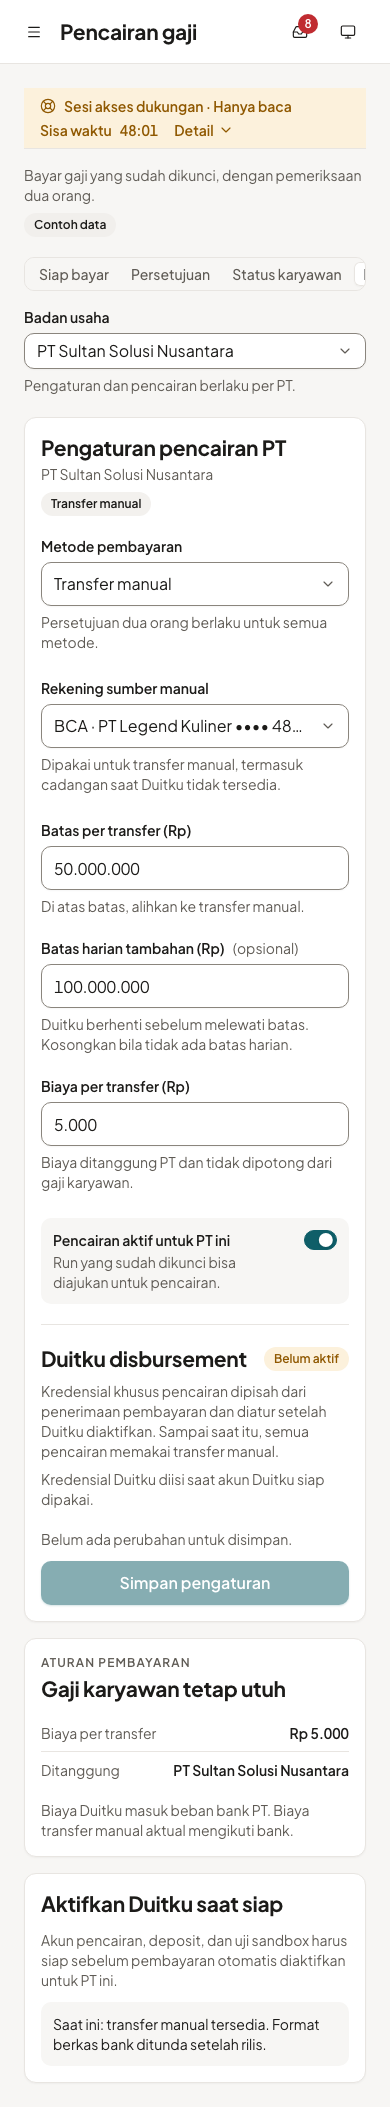 Pencairan gaji
8
Sesi akses dukungan · Hanya baca
Sisa waktu 48:01 Detail
Bayar gaji yang sudah dikunci, dengan pemeriksaan
dua orang.
Contoh data
Siap bayar Persetujuan Status karyawan
Badan usaha
PT Sultan Solusi Nusantara
Pengaturan dan pencairan berlaku per PT.
Pengaturan pencairan PT
PT Sultan Solusi Nusantara
Transfer manual
Metode pembayaran
Transfer manual
Persetujuan dua orang berlaku untuk semua
metode.
Rekening sumber manual
BCA · PT Legend Kuliner •••• 48...
Dipakai untuk transfer manual, termasuk
cadangan saat Duitku tidak tersedia.
Batas per transfer (Rp)
50.000.000
Di atas batas, alihkan ke transfer manual.
Batas harian tambahan (Rp) (opsional)
100.000.000
Duitku berhenti sebelum melewati batas.
Kosongkan bila tidak ada batas harian.
Biaya per transfer (Rp)
5.000
Biaya ditanggung PT dan tidak dipotong dari
gaji karyawan.
Pencairan aktif untuk PT ini
Run yang sudah dikunci bisa
diajukan untuk pencairan.
Duitku disbursement Belum aktif
Kredensial khusus pencairan dipisah dari
penerimaan pembayaran dan diatur setelah
Duitku diaktifkan. Sampai saat itu, semua
pencairan memakai transfer manual.
Kredensial Duitku diisi saat akun Duitku siap
dipakai.
Belum ada perubahan untuk disimpan.
Simpan pengaturan
ATURAN PEMBAYARAN
Gaji karyawan tetap utuh
Biaya per transfer Rp 5.000
Ditanggung PT Sultan Solusi Nusantara
Biaya Duitku masuk beban bank PT. Biaya
transfer manual aktual mengikuti bank.
Aktifkan Duitku saat siap
Akun pencairan, deposit, dan uji sandbox harus
siap sebelum pembayaran otomatis diaktifkan
untuk PT ini.
Saat ini: transfer manual tersedia. Format
berkas bank ditunda setelah rilis.